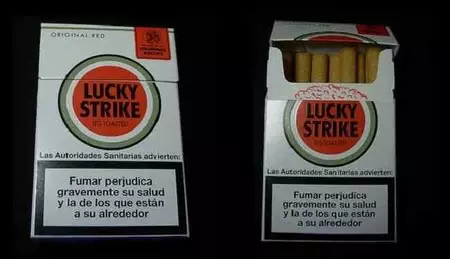 ORIGINAL RED
LUCKY
STRIKE
IT'S TOASTED
Las Autoridades Sanitarias advierten:
Fumar perjudica
gravemente su salud
y la de los que están
a su alrededor
LUCKY
STRIKE
IT'S TOASTED
Las Autoridades Sanitarias advierten:
Fumar perjudica
gravemente su salud
y la de los que están
a su alrededor